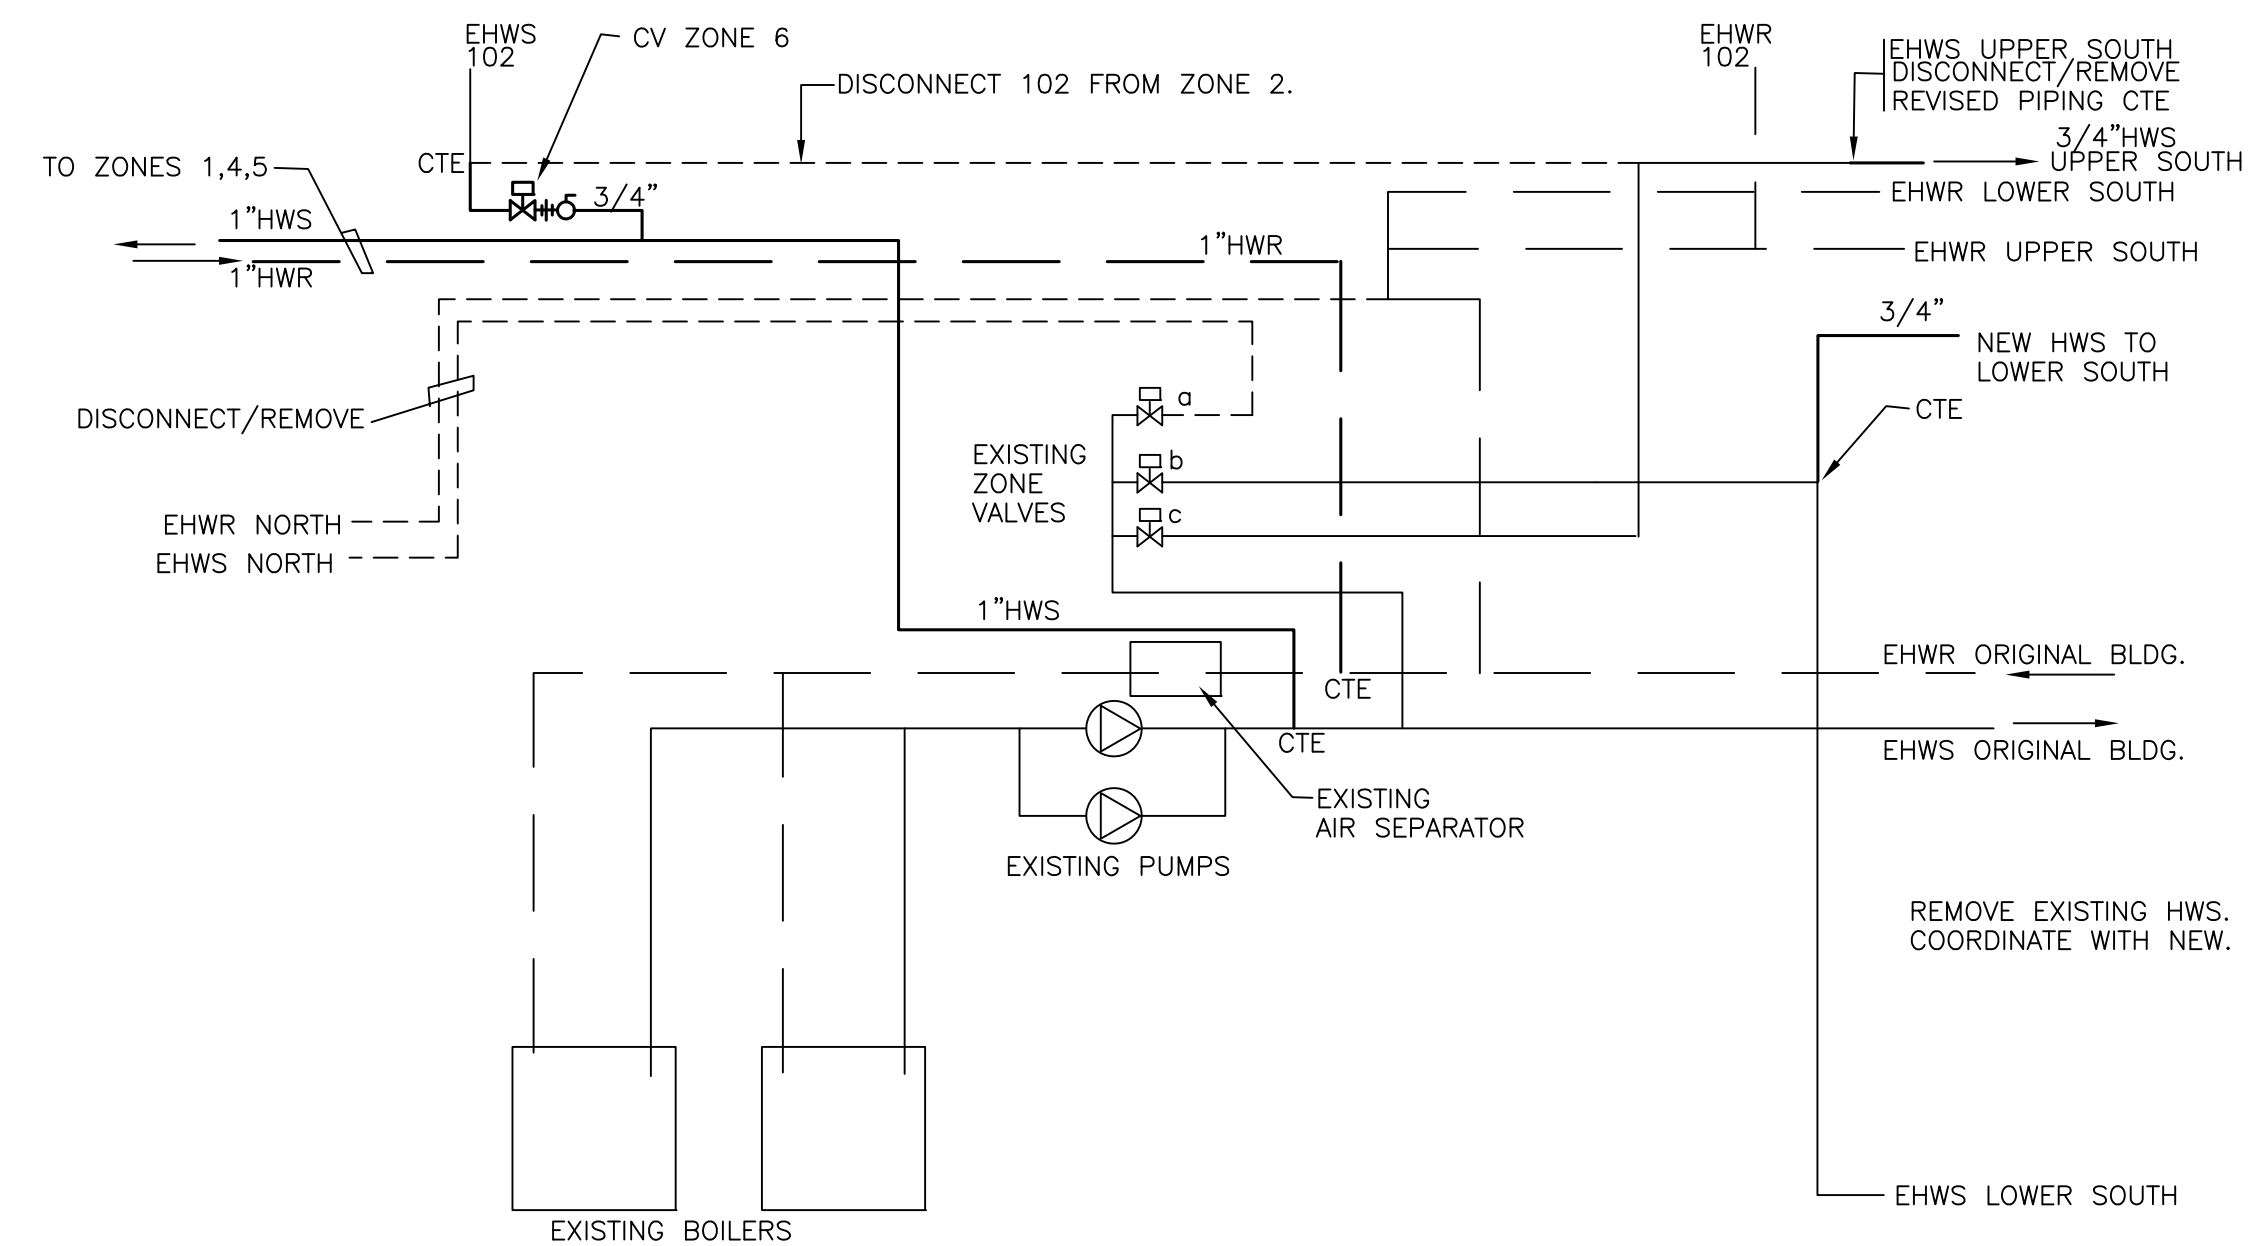 EHWS
102
CV ZONE 6
DISCONNECT 102 FROM ZONE 2.
EHWR
102
EHWS UPPER SOUTH
DISCONNECT/REMOVE
REVISED PIPING CTE
3/4"HWS
UPPER SOUTH
TO ZONES 1,4,5
CTE
3/4"
EHWR LOWER SOUTH
1"HWS
1"HWR
EHWR UPPER SOUTH
1"HWR
3/4"
NEW HWS TO
LOWER SOUTH
DISCONNECT/REMOVE
a
CTE
EXISTING
ZONE
VALVES
b
c
EHWR NORTH
EHWS NORTH
1"HWS
EHWR ORIGINAL BLDG.
CTE
CTE
EHWS ORIGINAL BLDG.
EXISTING
AIR SEPARATOR
EXISTING PUMPS
REMOVE EXISTING HWS.
COORDINATE WITH NEW.
EHWS LOWER SOUTH
EXISTING BOILERS